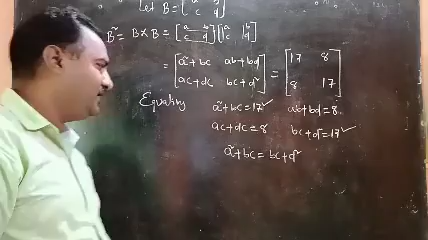 Let B = [a b
c d]
B² = B × B = [a b
c d] [a b
c d]
= [a²+bc ab+bd
ac+dc bc+d²] = [17 8
8 17]
Equating a²+bc=17✓ ab+bd=8
ac+dc=8 bc+d²=17✓
a²+bc = bc+d²